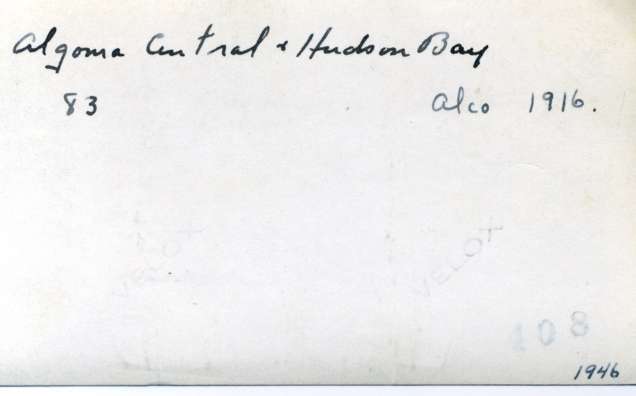 Algoma Central & Hudson Bay
83 Alco 1916.
VELOX VELOX
108
1946